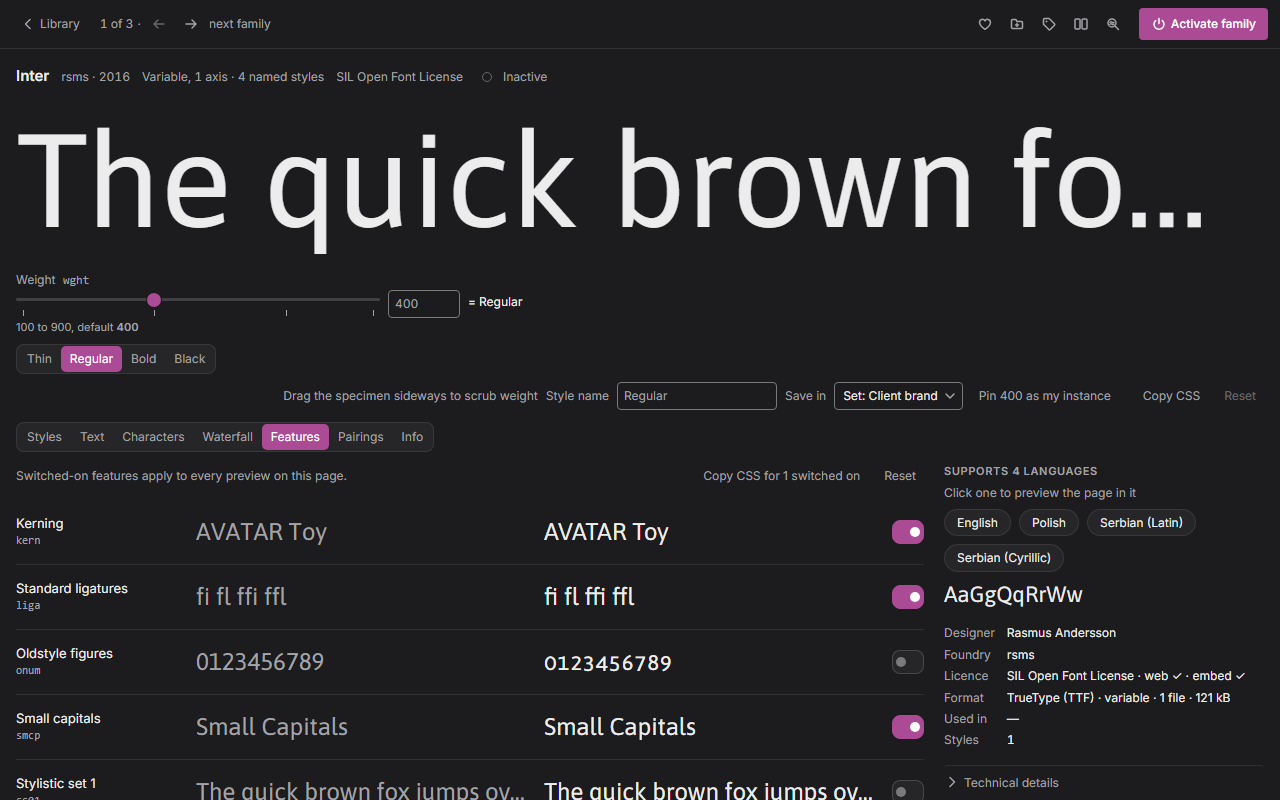 Library 1 of 3 · next family Activate family
Inter rsms · 2016 Variable, 1 axis · 4 named styles SIL Open Font License Inactive
The quick brown fo...
Weight wght
400 = Regular
100 to 900, default 400
Thin Regular Bold Black
Drag the specimen sideways to scrub weight Style name Regular Save in Set: Client brand Pin 400 as my instance Copy CSS Reset
Styles Text Characters Waterfall Features Pairings Info
Switched-on features apply to every preview on this page. Copy CSS for 1 switched on Reset
Kerning
kern
AVATAR Toy AVATAR Toy
Standard ligatures
liga
fi fl ffi ffl fi fl ffi ffl
Oldstyle figures
onum
0123456789 0123456789
Small capitals
smcp
Small Capitals Small Capitals
Stylistic set 1
ss01
The quick brown fox jumps ov... The quick brown fox jumps ov...
SUPPORTS 4 LANGUAGES
Click one to preview the page in it
English Polish Serbian (Latin)
Serbian (Cyrillic)
AaGgQqRrWw
Designer Rasmus Andersson
Foundry rsms
Licence SIL Open Font License · web ✓ · embed ✓
Format TrueType (TTF) · variable · 1 file · 121 kB
Used in —
Styles 1
Technical details